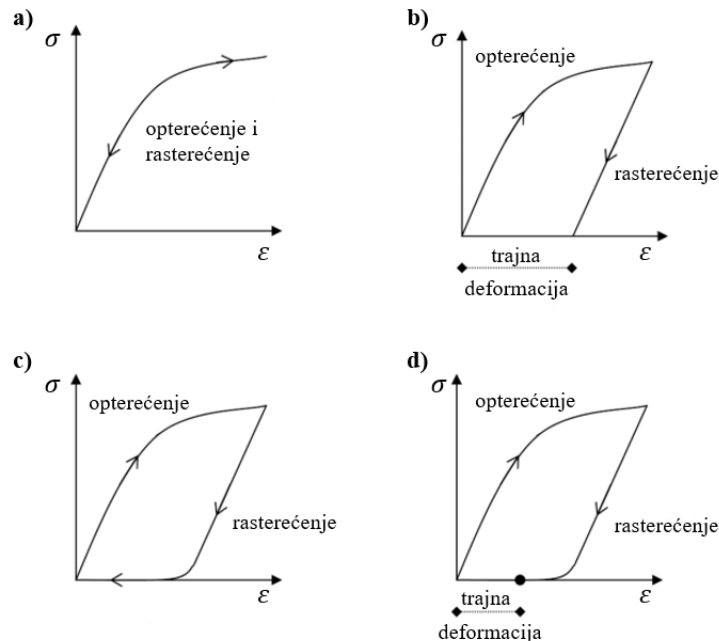 a)
σ
opterećenje i
rasterećenje
ε
b)
σ
opterećenje
rasterećenje
ε
trajna
deformacija
c)
σ
opterećenje
rasterećenje
ε
d)
σ
opterećenje
rasterećenje
ε
trajna
deformacija